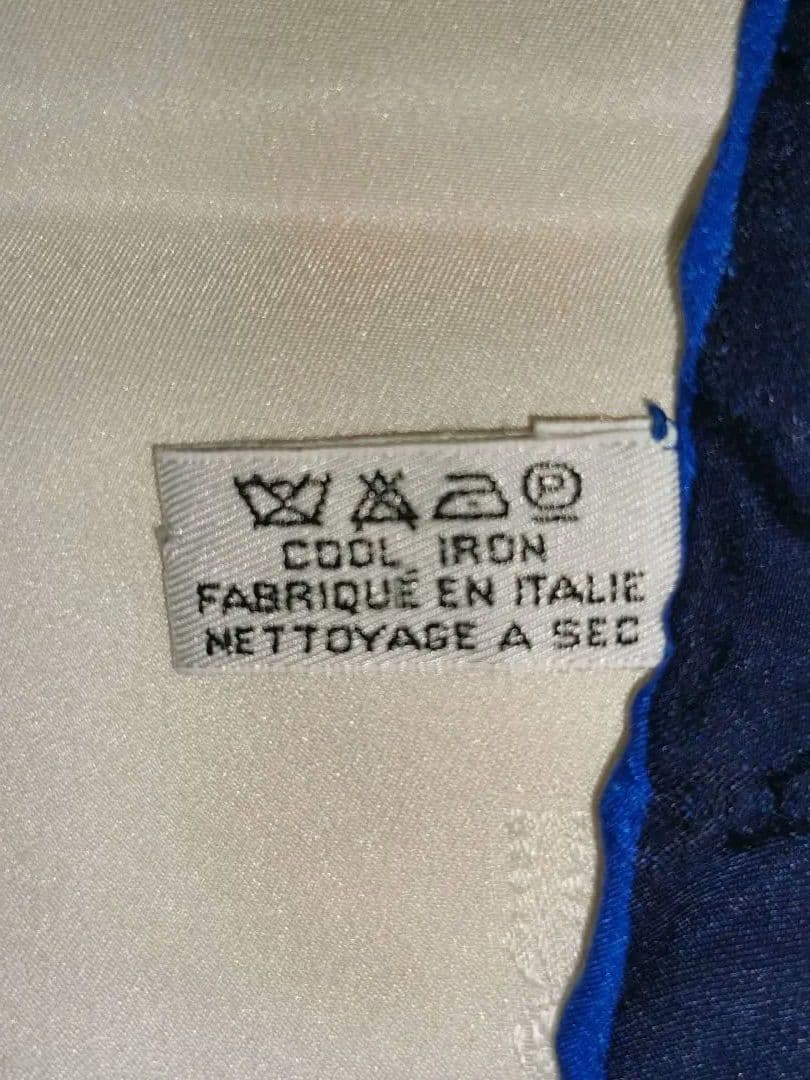 P
COOL IRON
FABRIQUÉ EN ITALIE
NETTOYAGE A SEC